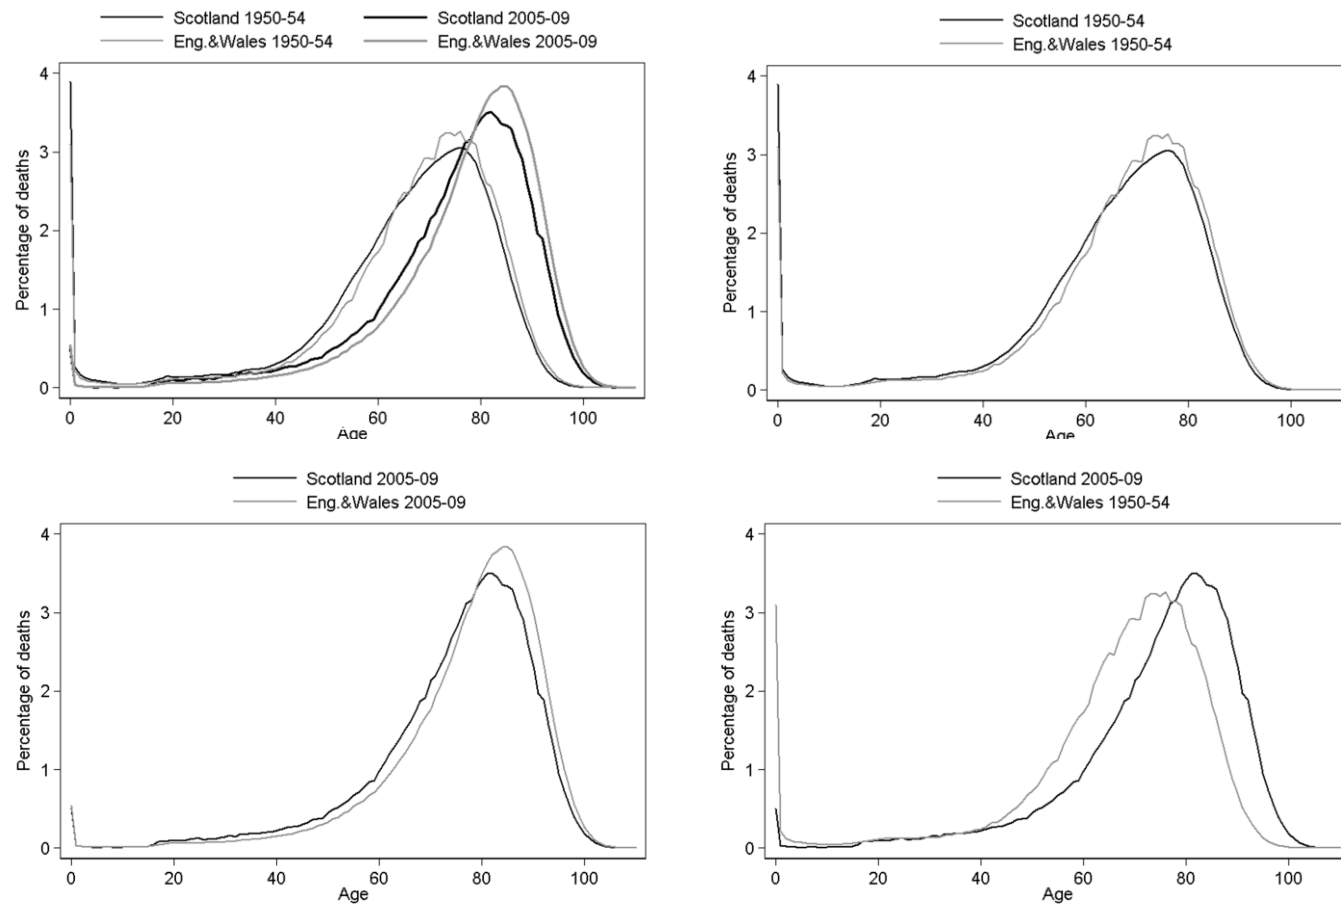 Scotland 1950-54 Scotland 2005-09
Eng.&Wales 1950-54 Eng.&Wales 2005-09
4
3
2
1
0
Percentage of deaths
0 20 40 60 80 100
Age
Scotland 1950-54
Eng.&Wales 1950-54
4
3
2
1
0
Percentage of deaths
0 20 40 60 80 100
Age
Scotland 2005-09
Eng.&Wales 2005-09
4
3
2
1
0
Percentage of deaths
0 20 40 60 80 100
Age
Scotland 2005-09
Eng.&Wales 1950-54
4
3
2
1
0
Percentage of deaths
0 20 40 60 80 100
Age